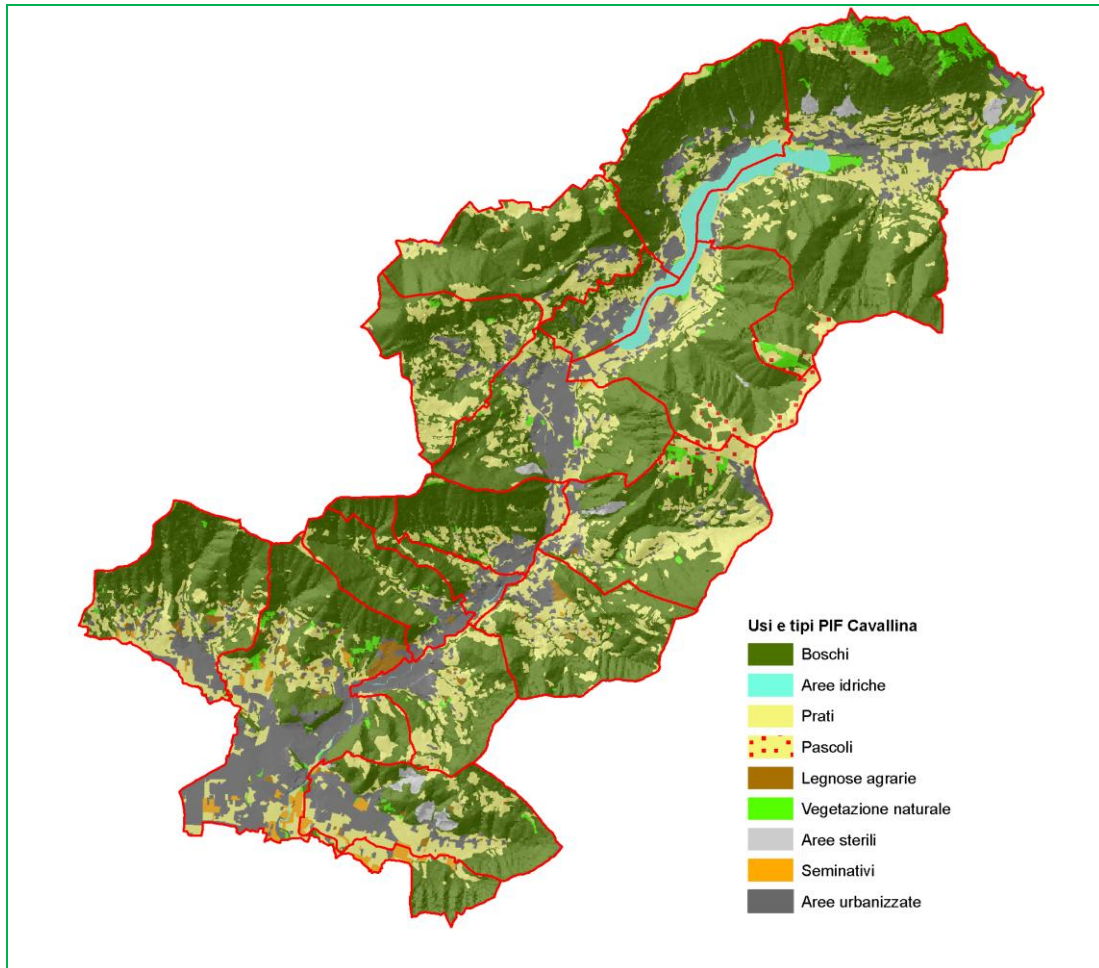 Usi e tipi PIF Cavallina
Boschi
Aree idriche
Prati
Pascoli
Legnose agrarie
Vegetazione naturale
Aree sterili
Seminativi
Aree urbanizzate